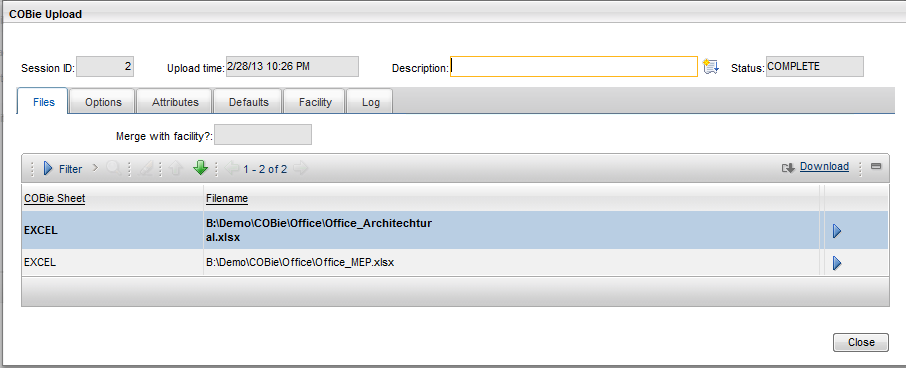 COBie Upload
Session ID: 2 Upload time: 2/28/13 10:26 PM Description: Status: COMPLETE
Files Options Attributes Defaults Facility Log
Merge with facility?:
Filter 1 - 2 of 2 Download
COBie Sheet Filename
EXCEL B:\Demo\COBie\Office\Office_Architechtur
al.xlsx
EXCEL B:\Demo\COBie\Office\Office_MEP.xlsx
Close